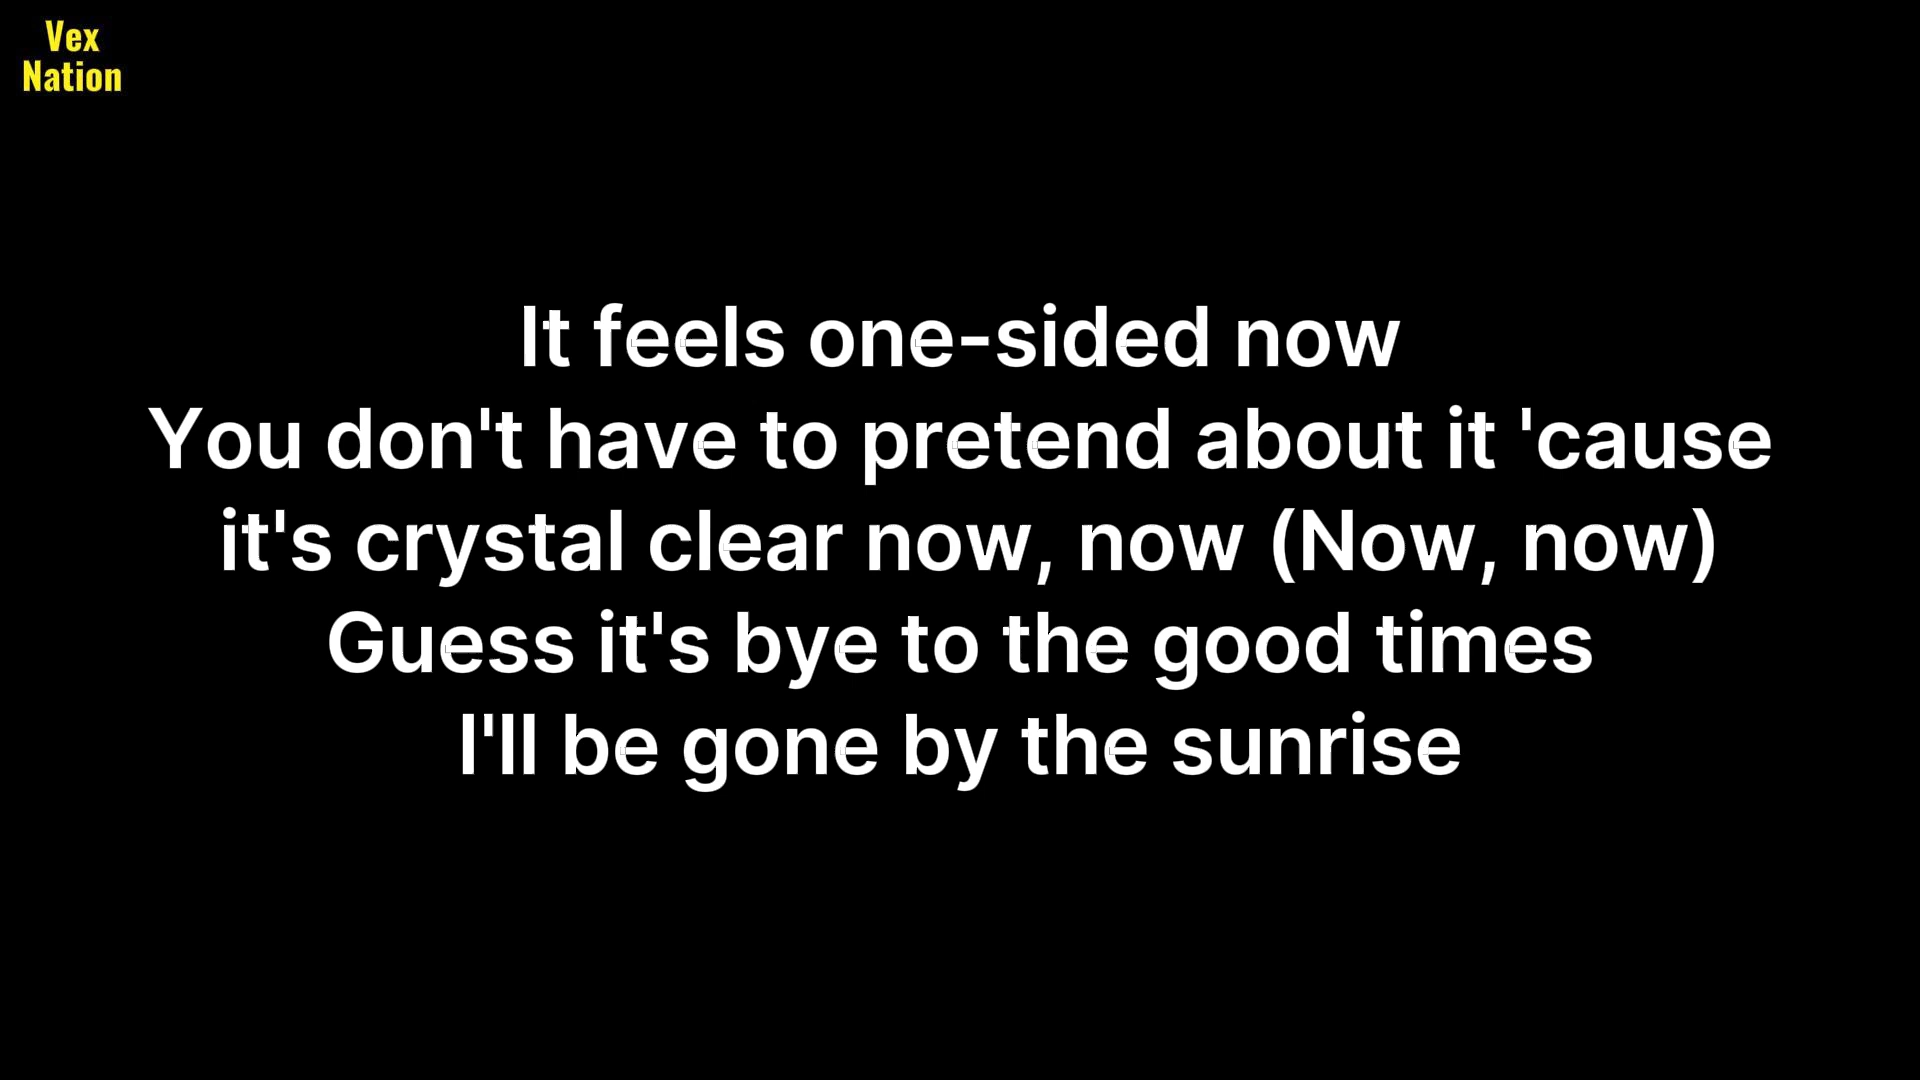 Vex
Nation
It feels one-sided now
You don't have to pretend about it 'cause
it's crystal clear now, now (Now, now)
Guess it's bye to the good times
I'll be gone by the sunrise